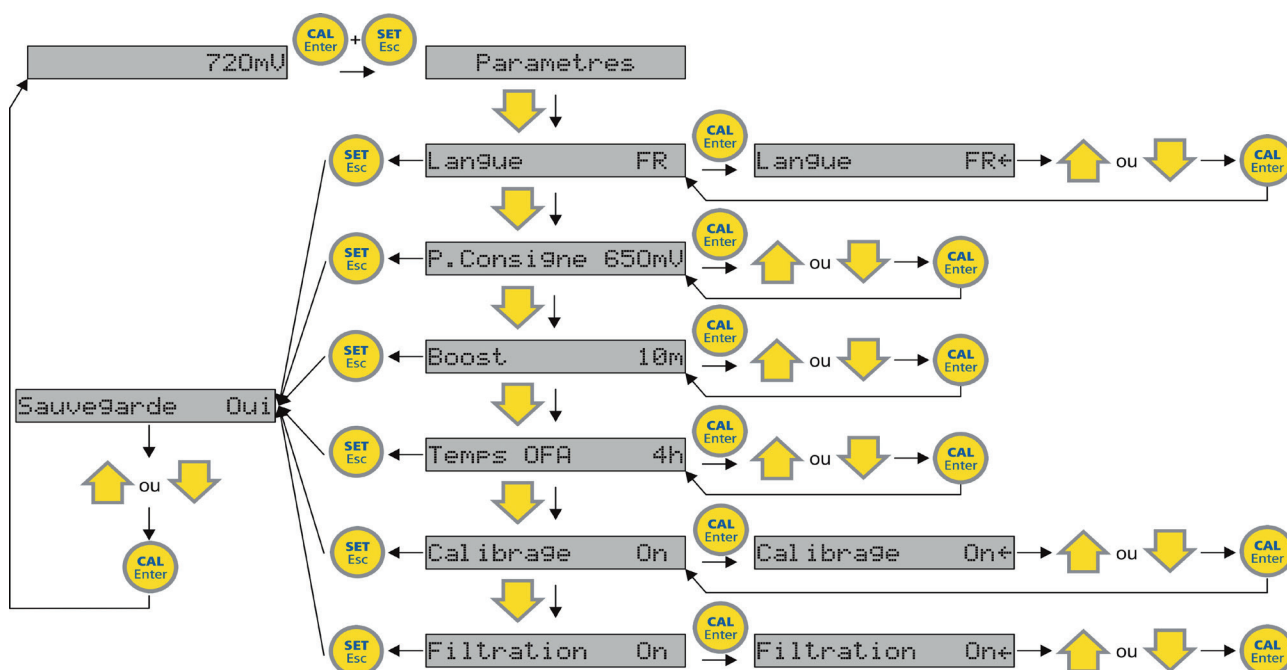 720mV
CAL
Enter
+
SET
Esc
Parametres
SET
Esc
Langue FR
CAL
Enter
Langue FR←
ou
CAL
Enter
SET
Esc
P.Consigne 650mV
CAL
Enter
ou
CAL
Enter
SET
Esc
Boost 10m
CAL
Enter
ou
CAL
Enter
Sauvegarde Oui
ou
CAL
Enter
SET
Esc
Temps OFA 4h
CAL
Enter
ou
CAL
Enter
SET
Esc
Calibrage On
CAL
Enter
Calibrage On←
ou
CAL
Enter
SET
Esc
Filtration On
CAL
Enter
Filtration On←
ou
CAL
Enter